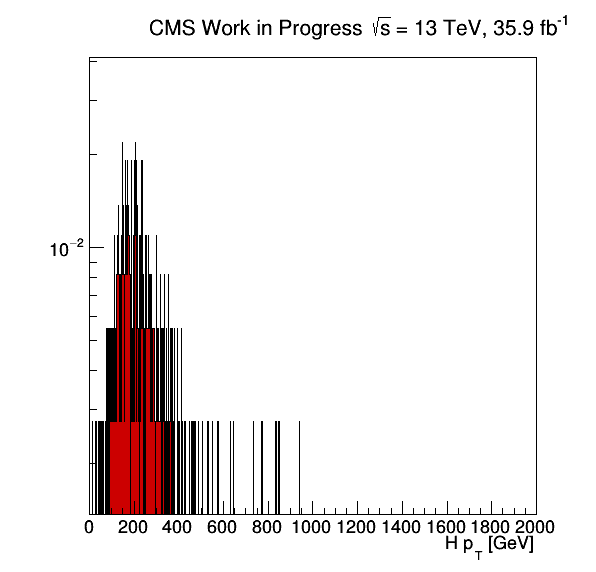 CMS Work in Progress √s = 13 TeV, 35.9 fb⁻¹
10⁻²
0 200 400 600 800 1000 1200 1400 1600 1800 2000
H p_T [GeV]